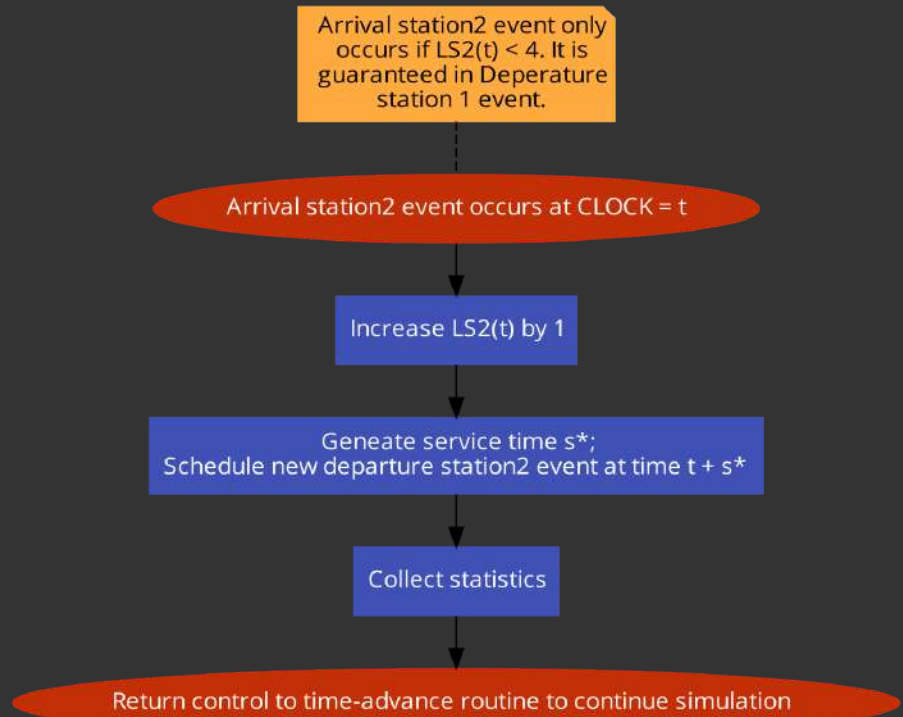 Arrival station2 event only
occurs if LS2(t) < 4. It is
guaranteed in Deperature
station 1 event.
Arrival station2 event occurs at CLOCK = t
Increase LS2(t) by 1
Geneate service time s*;
Schedule new departure station2 event at time t + s*
Collect statistics
Return control to time-advance routine to continue simulation